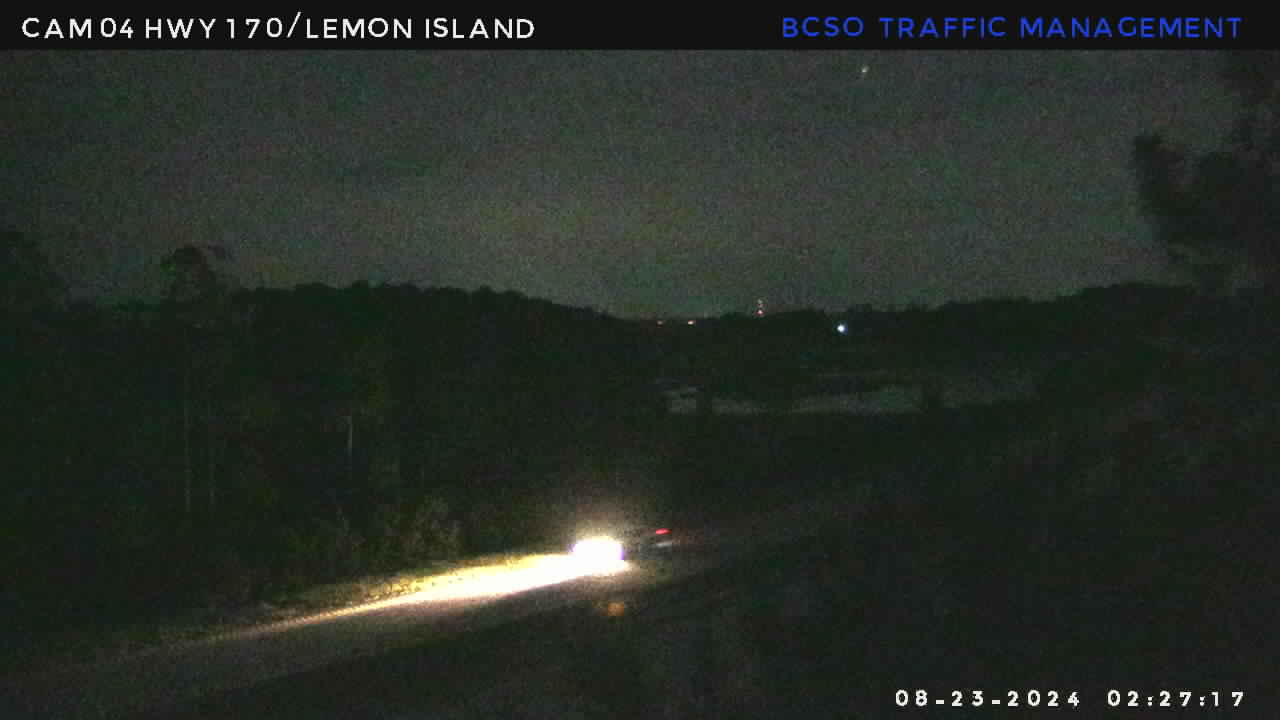 CAM04 HWY 170/LEMON ISLAND
BCSO TRAFFIC MANAGEMENT
08-23-2024 02:27:17